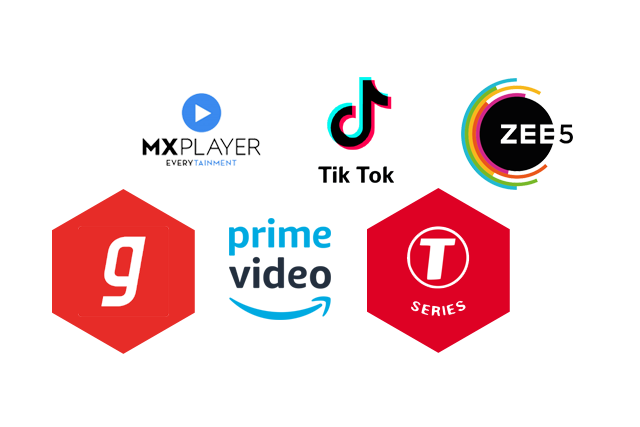 MXPLAYER
EVERYTAINMENT
Tik Tok
ZEE5
g
prime
video
T
SERIES